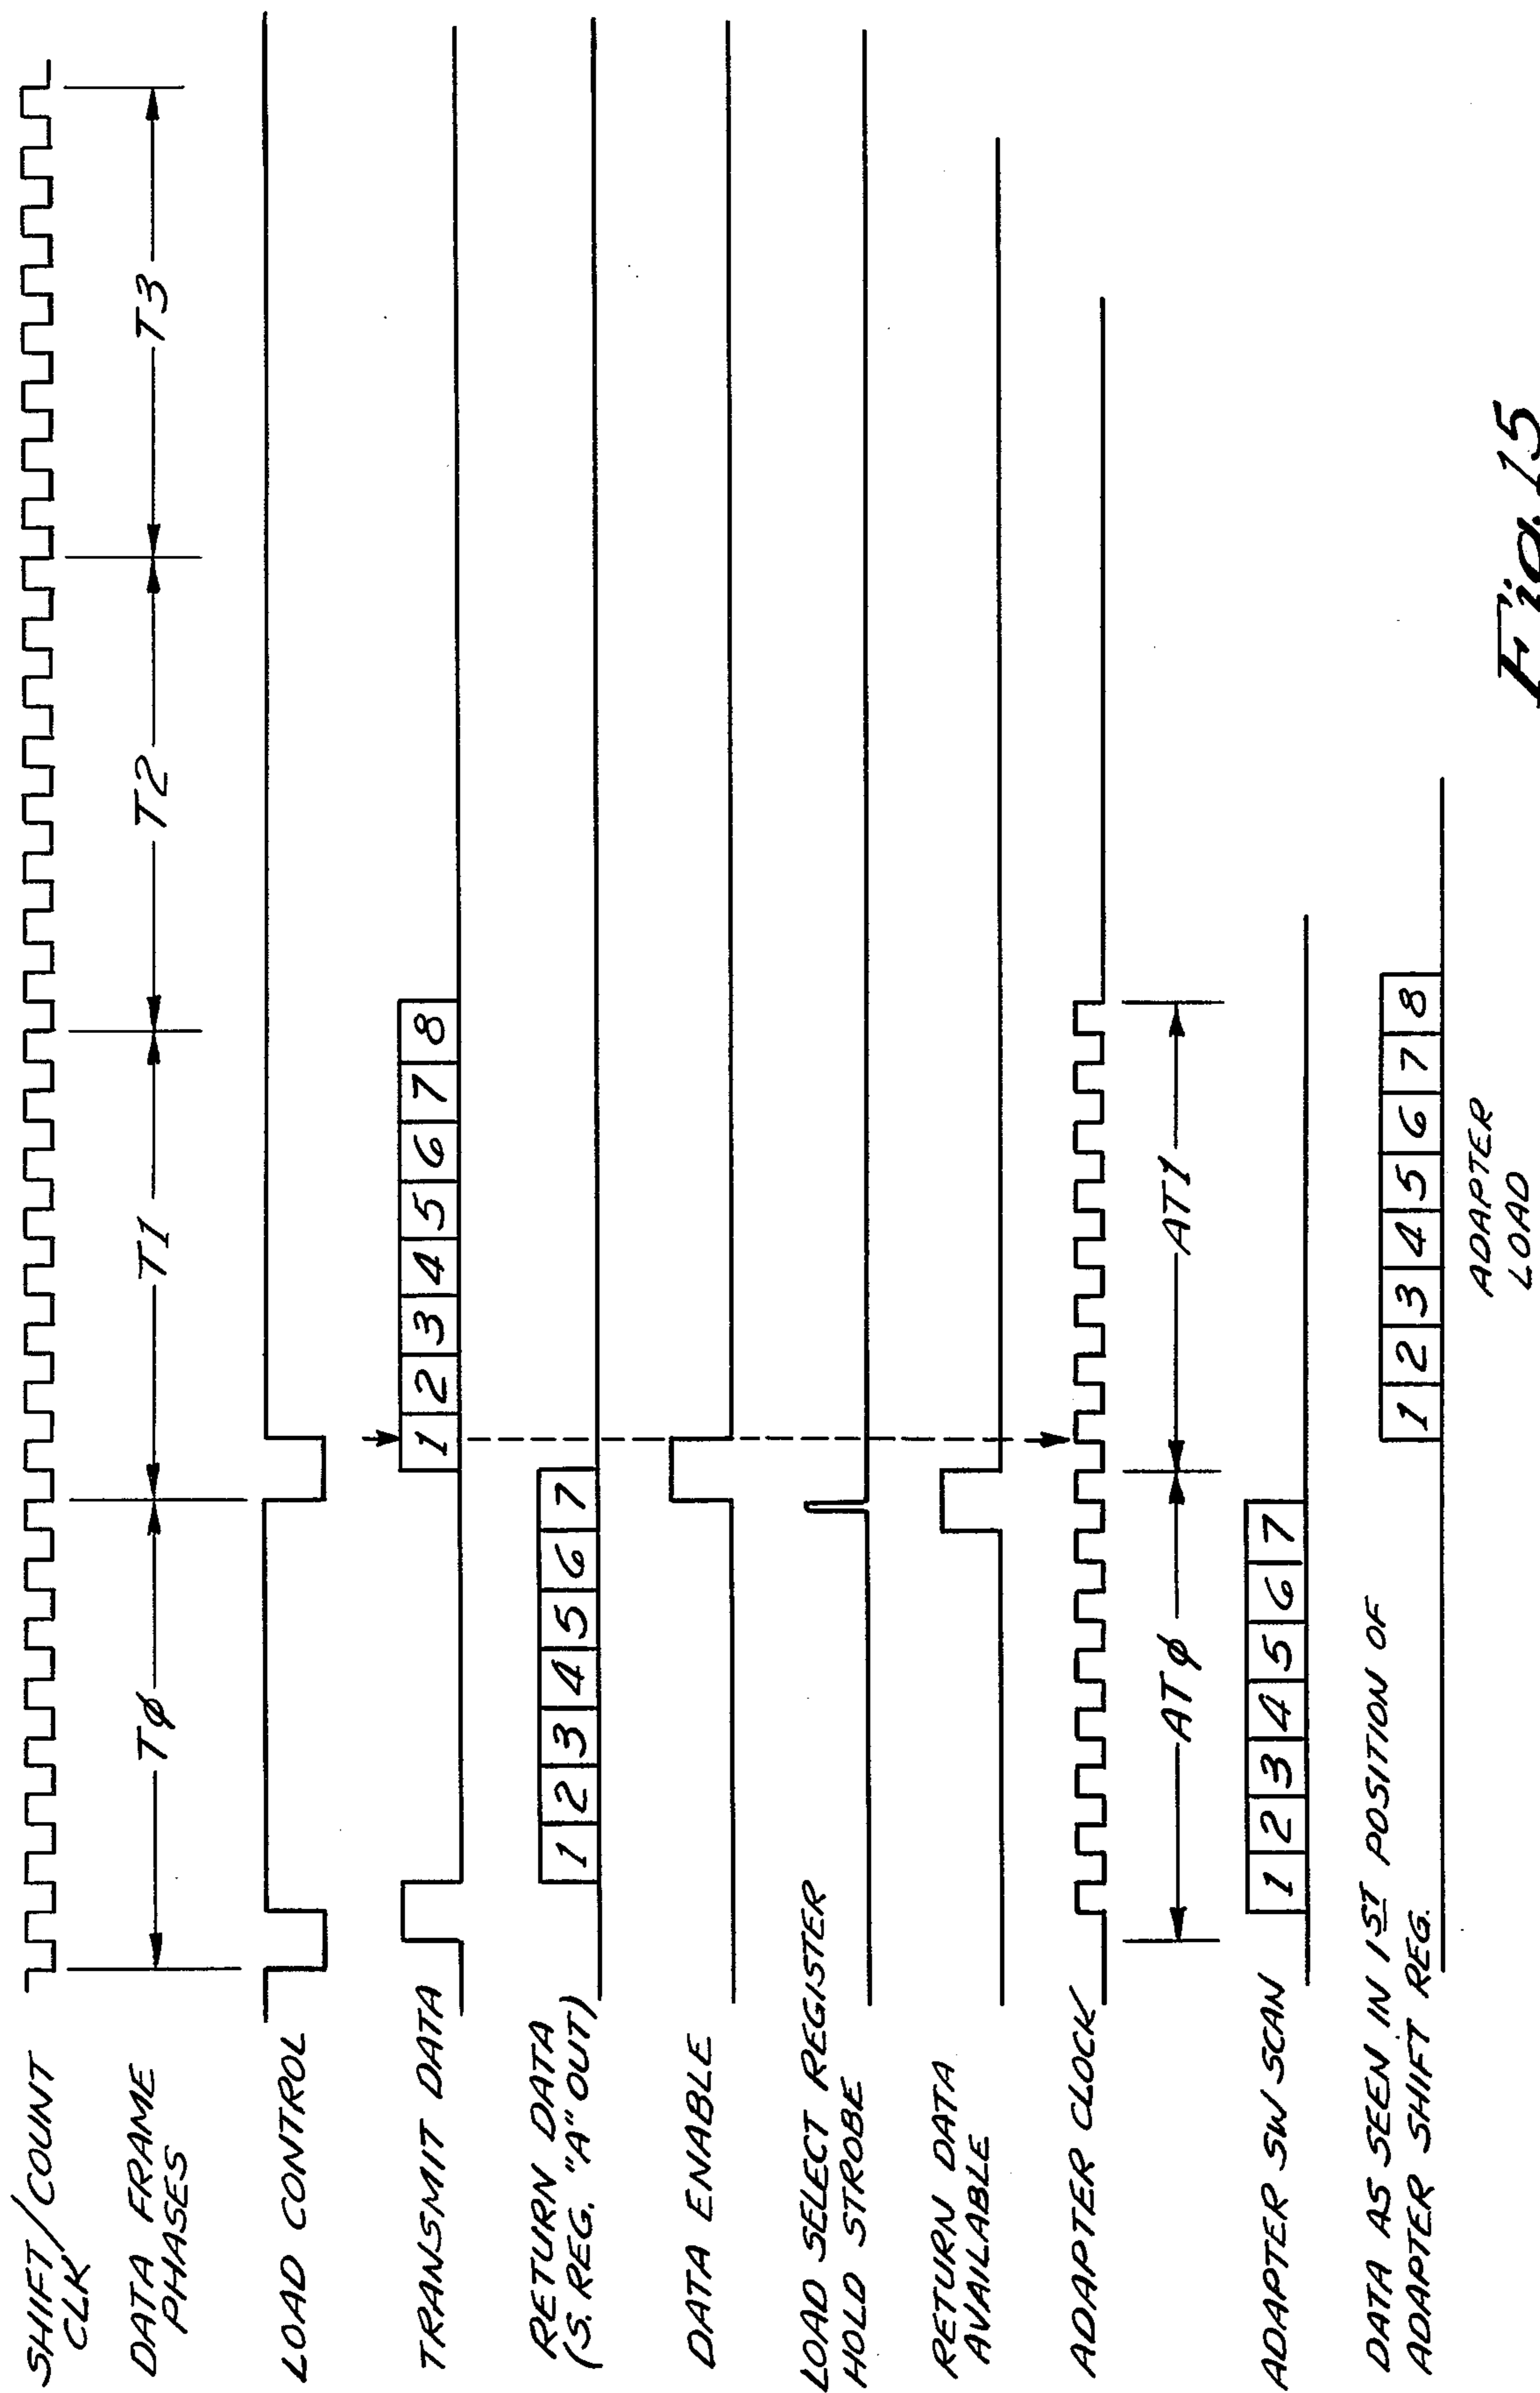 SHIFT/COUNT
CLK
DATA FRAME
PHASES
TØ
T1
T2
T3
LOAD CONTROL
TRANSMIT DATA
1 2 3 4 5 6 7 8
RETURN DATA
(S. REG. "A" OUT)
1 2 3 4 5 6 7
DATA ENABLE
LOAD SELECT REGISTER
HOLD STROBE
RETURN DATA
AVAILABLE
ADAPTER CLOCK
ATØ
AT1
ADAPTER SW SCAN
1 2 3 4 5 6 7
DATA AS SEEN IN 1ST POSITION OF
ADAPTER SHIFT REG.
1 2 3 4 5 6 7 8
ADAPTER
LOAD
Fig. 15